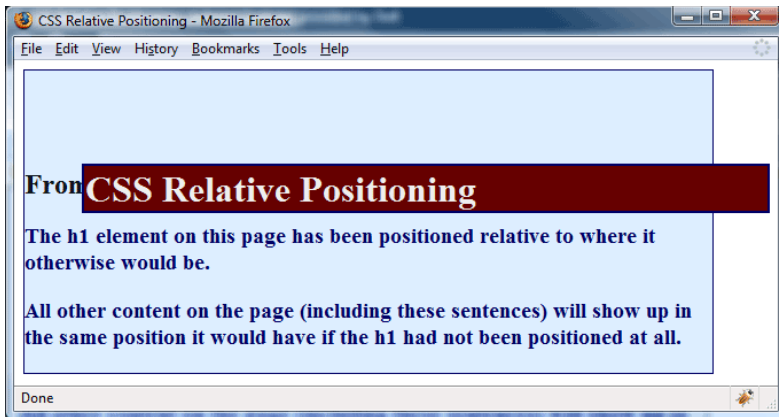 CSS Relative Positioning - Mozilla Firefox
File Edit View History Bookmarks Tools Help
From CSS Relative Positioning
The h1 element on this page has been positioned relative to where it
otherwise would be.
All other content on the page (including these sentences) will show up in
the same position it would have if the h1 had not been positioned at all.
Done